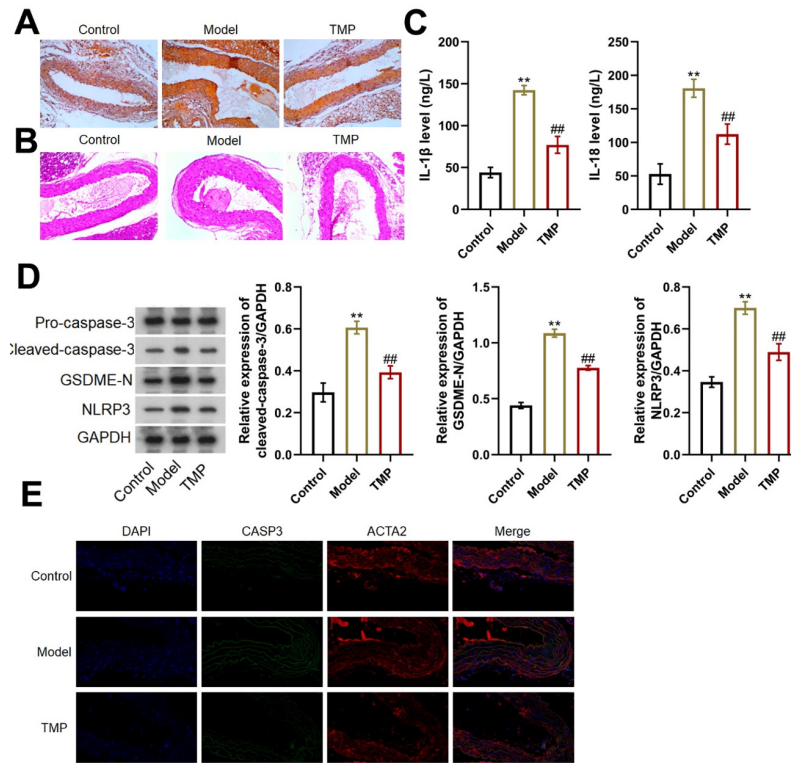 A
Control Model TMP
B
Control Model TMP
C
IL-1β level (ng/L)
200
150
100
50
0
**
##
Control Model TMP
IL-18 level (ng/L)
250
200
150
100
50
0
**
##
Control Model TMP
D
Pro-caspase-3
Cleaved-caspase-3
GSDME-N
NLRP3
GAPDH
Control Model TMP
Relative expression of
cleaved-caspase-3/GAPDH
0.8
0.6
0.4
0.2
0.0
**
##
Control Model TMP
Relative expression of
GSDME-N/GAPDH
1.5
1.0
0.5
0.0
**
##
Control Model TMP
Relative expression of
NLRP3/GAPDH
0.8
0.6
0.4
0.2
0.0
**
##
Control Model TMP
E
DAPI CASP3 ACTA2 Merge
Control
Model
TMP